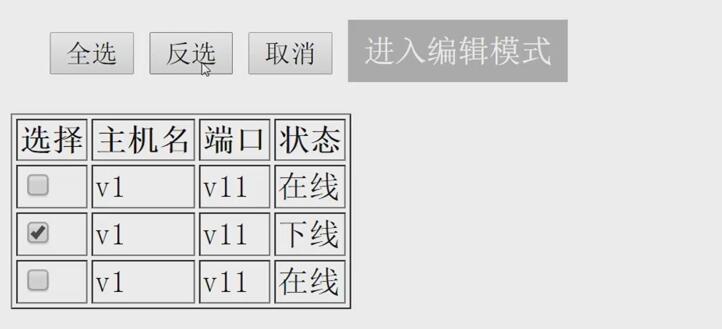 全选 反选 取消 进入编辑模式
选择 主机名 端口 状态
v1 v11 在线
v1 v11 下线
v1 v11 在线